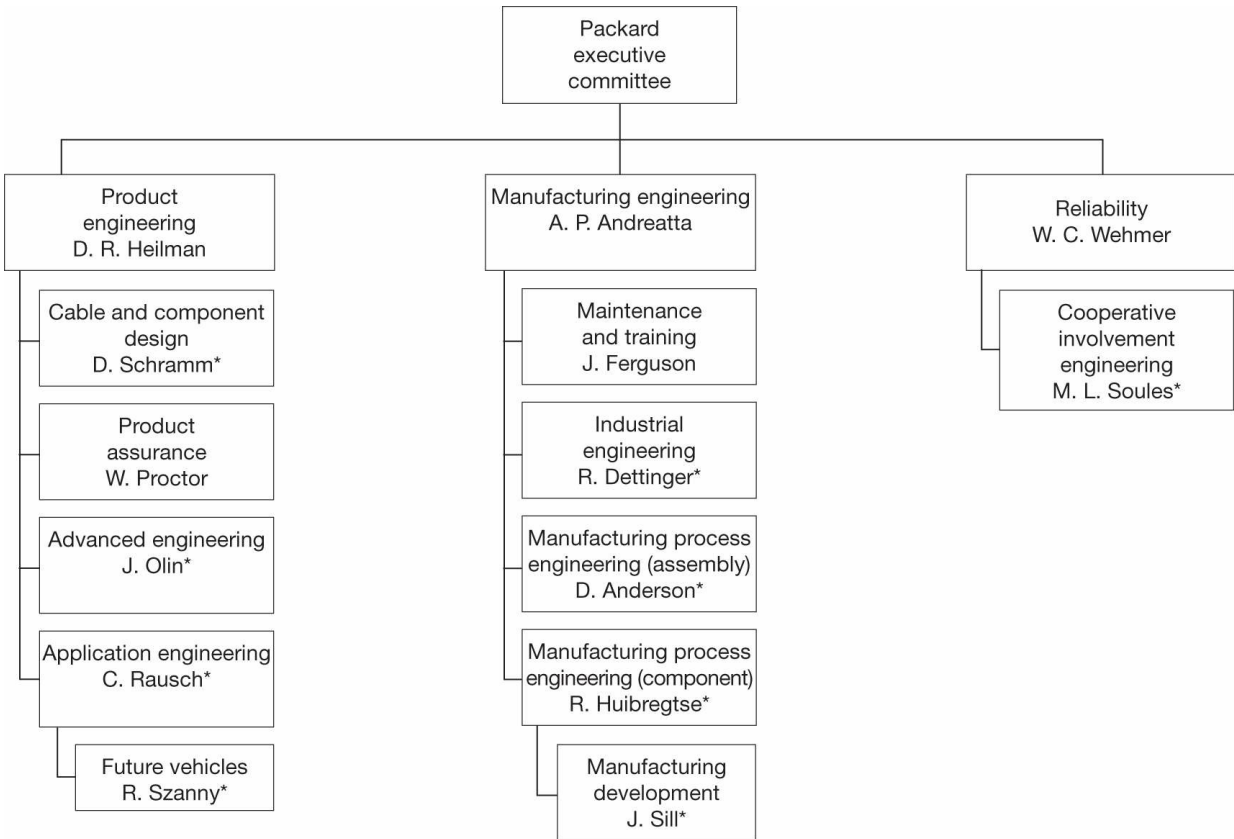 Packard
executive
committee
Product
engineering
D. R. Heilman
Manufacturing engineering
A. P. Andreatta
Reliability
W. C. Wehmer
Cable and component
design
D. Schramm*
Product
assurance
W. Proctor
Advanced engineering
J. Olin*
Application engineering
C. Rausch*
Future vehicles
R. Szanny*
Maintenance
and training
J. Ferguson
Industrial
engineering
R. Dettinger*
Manufacturing process
engineering (assembly)
D. Anderson*
Manufacturing process
engineering (component)
R. Huibregtse*
Manufacturing
development
J. Sill*
Cooperative
involvement
engineering
M. L. Soules*